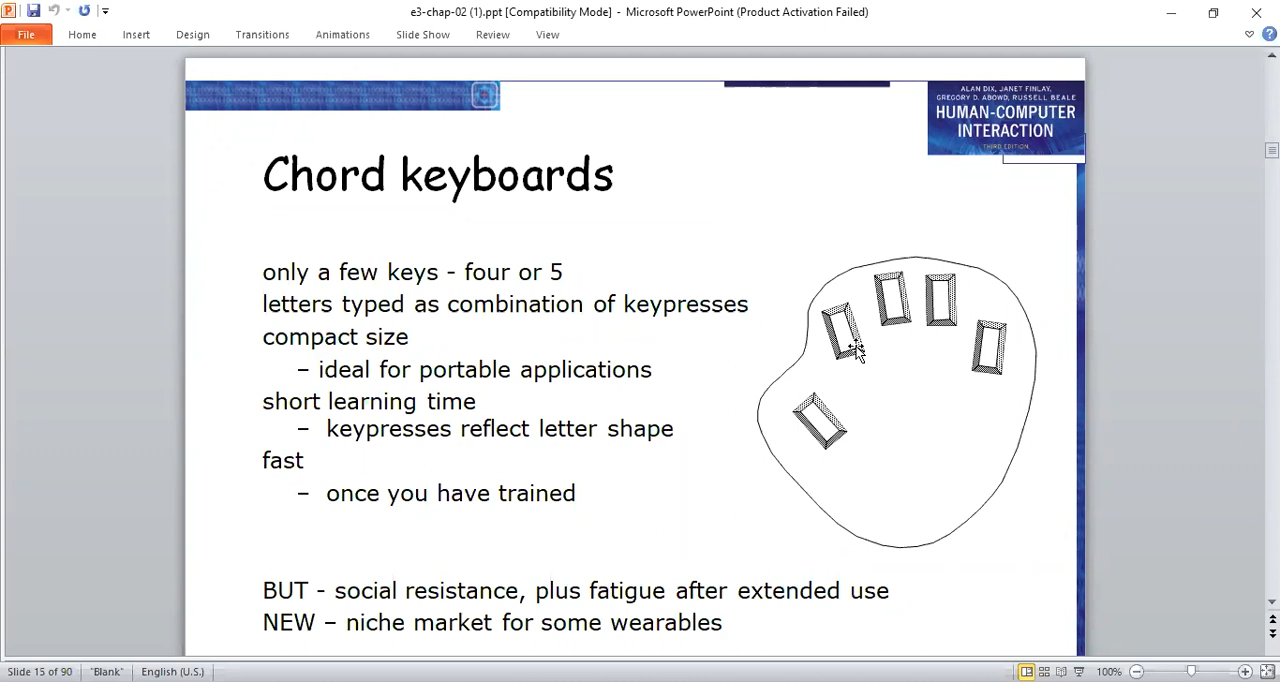 e3-chap-02 (1).ppt [Compatibility Mode] - Microsoft PowerPoint (Product Activation Failed)
File Home Insert Design Transitions Animations Slide Show Review View
ALAN DIX, JANET FINLAY,
GREGORY D. ABOWD, RUSSELL BEALE
HUMAN-COMPUTER
INTERACTION
THIRD EDITION
Chord keyboards
only a few keys - four or 5
letters typed as combination of keypresses
compact size
– ideal for portable applications
short learning time
– keypresses reflect letter shape
fast
– once you have trained
BUT - social resistance, plus fatigue after extended use
NEW – niche market for some wearables
Slide 15 of 90 "Blank" English (U.S.) 100%